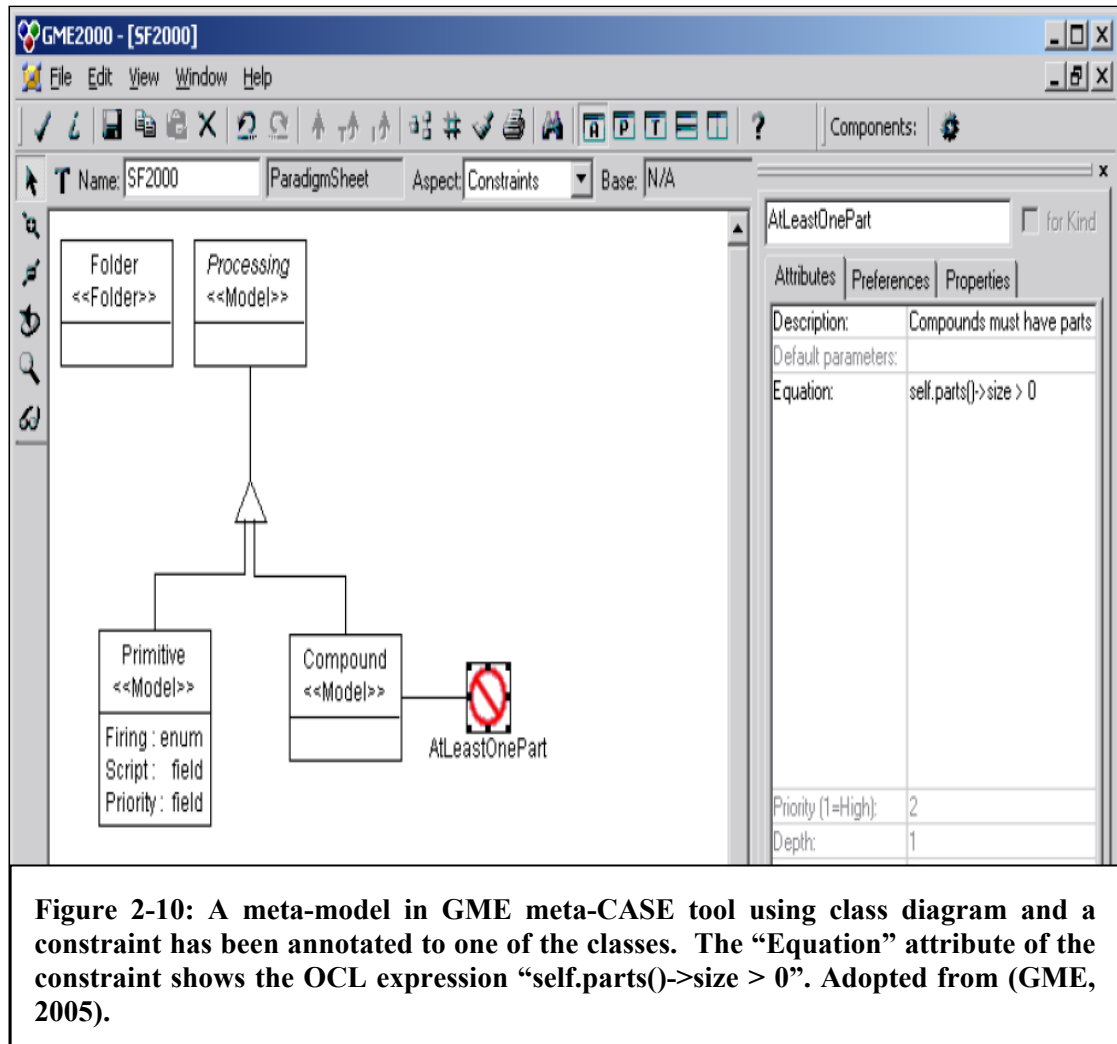 GME2000 - [SF2000]
File Edit View Window Help
Components:
Name: SF2000 ParadigmSheet Aspect: Constraints Base: N/A
AtLeastOnePart for Kind
Attributes Preferences Properties
Description: Compounds must have parts
Default parameters:
Equation: self.parts()->size > 0
Priority (1=High): 2
Depth: 1
Folder
<<Folder>>
Processing
<<Model>>
Primitive
<<Model>>
Firing : enum
Script : field
Priority : field
Compound
<<Model>>
AtLeastOnePart
Figure 2-10: A meta-model in GME meta-CASE tool using class diagram and a
constraint has been annotated to one of the classes. The “Equation” attribute of the
constraint shows the OCL expression “self.parts()->size > 0”. Adopted from (GME,
2005).